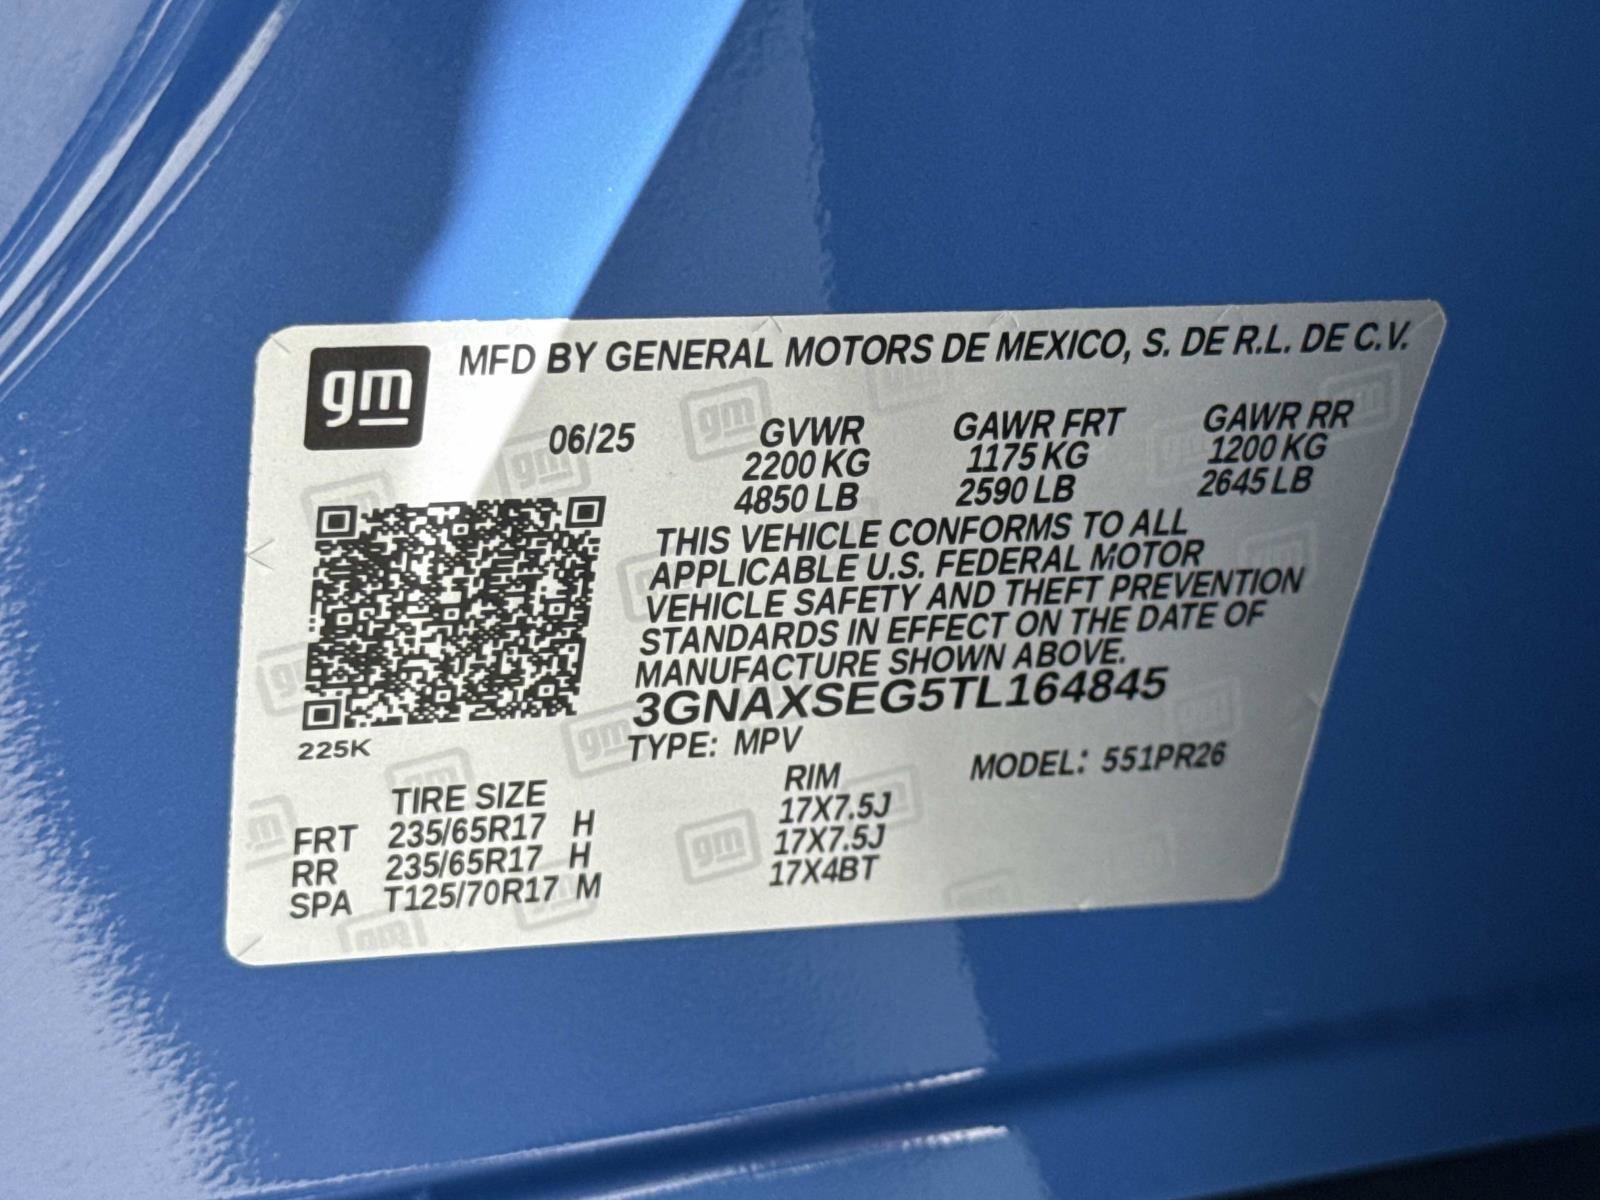 gm
MFD BY GENERAL MOTORS DE MEXICO, S. DE R.L. DE C.V.
06/25 GVWR GAWR FRT GAWR RR
2200 KG 1175 KG 1200 KG
4850 LB 2590 LB 2645 LB
THIS VEHICLE CONFORMS TO ALL
APPLICABLE U.S. FEDERAL MOTOR
VEHICLE SAFETY AND THEFT PREVENTION
STANDARDS IN EFFECT ON THE DATE OF
MANUFACTURE SHOWN ABOVE.
3GNAXSEG5TL164845
225K
TYPE: MPV MODEL: 551PR26
TIRE SIZE RIM
FRT 235/65R17 H 17X7.5J
RR 235/65R17 H 17X7.5J
SPA T125/70R17 M 17X4BT